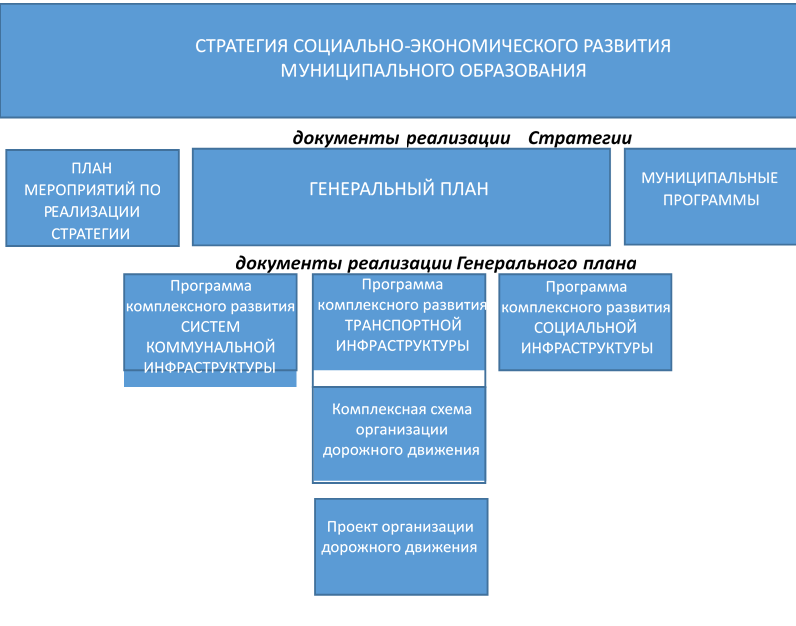 СТРАТЕГИЯ СОЦИАЛЬНО-ЭКОНОМИЧЕСКОГО РАЗВИТИЯ
МУНИЦИПАЛЬНОГО ОБРАЗОВАНИЯ
документы реализации Стратегии
ПЛАН
МЕРОПРИЯТИЙ ПО
РЕАЛИЗАЦИИ
СТРАТЕГИИ
ГЕНЕРАЛЬНЫЙ ПЛАН
МУНИЦИПАЛЬНЫЕ
ПРОГРАММЫ
документы реализации Генерального плана
Программа
комплексного развития
СИСТЕМ
КОММУНАЛЬНОЙ
ИНФРАСТРУКТУРЫ
Программа
комплексного развития
ТРАНСПОРТНОЙ
ИНФРАСТРУКТУРЫ
Программа
комплексного развития
СОЦИАЛЬНОЙ
ИНФРАСТРУКТУРЫ
Комплексная схема
организации
дорожного движения
Проект организации
дорожного движения